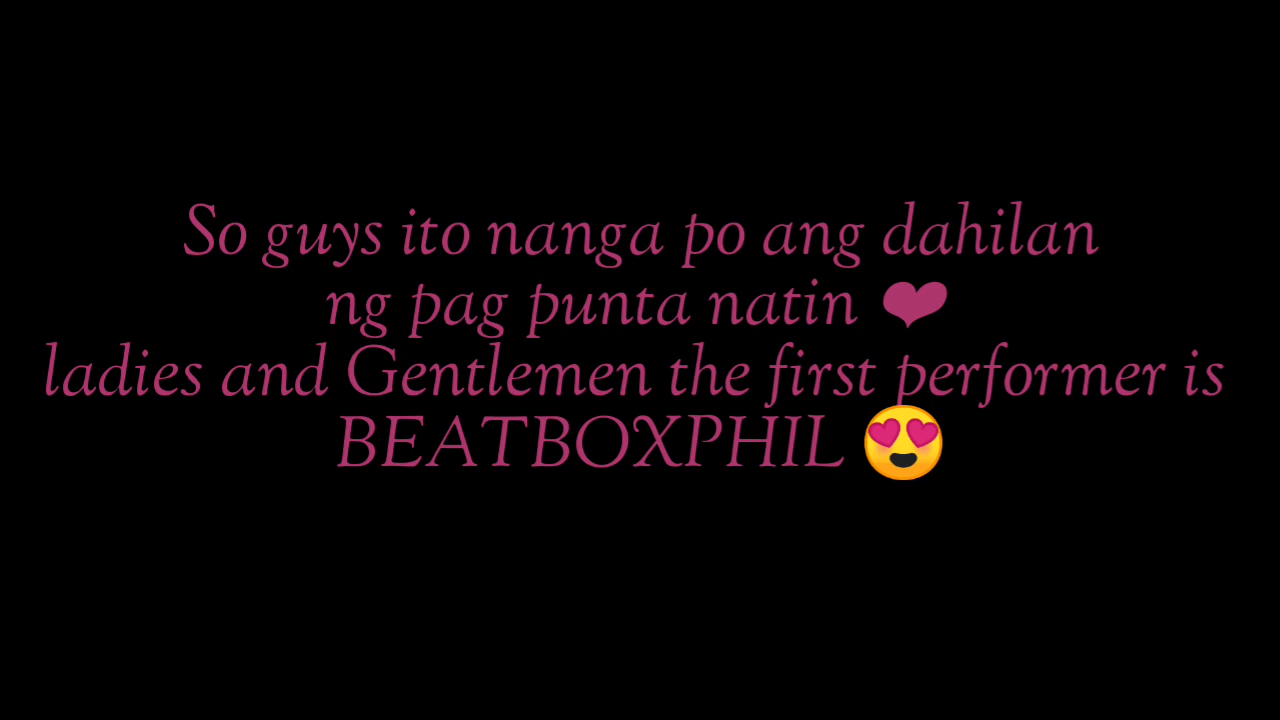 So guys ito nanga po ang dahilan
ng pag punta natin ❤
ladies and Gentlemen the first performer is
BEATBOXPHIL 😍